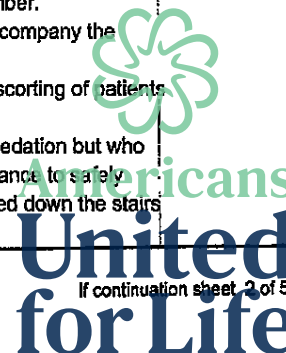 nber.
company the
scorting of patients
edation but who
ance to safely
Americans
ed down the stairs
United
If continuation sheet 2 of 5
for Life